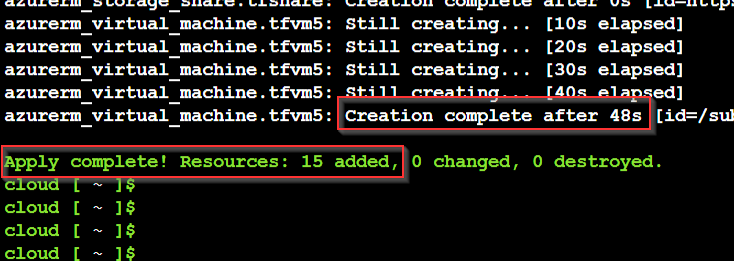 azurerm_storage_share.tfshare: Creation complete after 0s [id=https
azurerm_virtual_machine.tfvm5: Still creating... [10s elapsed]
azurerm_virtual_machine.tfvm5: Still creating... [20s elapsed]
azurerm_virtual_machine.tfvm5: Still creating... [30s elapsed]
azurerm_virtual_machine.tfvm5: Still creating... [40s elapsed]
azurerm_virtual_machine.tfvm5: Creation complete after 48s [id=/sub
Apply complete! Resources: 15 added, 0 changed, 0 destroyed.
cloud [ ~ ]$
cloud [ ~ ]$
cloud [ ~ ]$
cloud [ ~ ]$